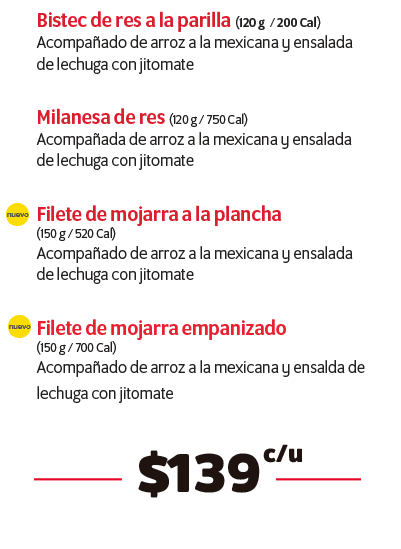 Bistec de res a la parilla (120 g / 200 Cal)
Acompañado de arroz a la mexicana y ensalada
de lechuga con jitomate
Milanesa de res (120 g / 750 Cal)
Acompañada de arroz a la mexicana y ensalada
de lechuga con jitomate
nuevo Filete de mojarra a la plancha
(150 g / 520 Cal)
Acompañado de arroz a la mexicana y ensalada
de lechuga con jitomate
nuevo Filete de mojarra empanizado
(150 g / 700 Cal)
Acompañado de arroz a la mexicana y ensalda de
lechuga con jitomate
$139 c/u